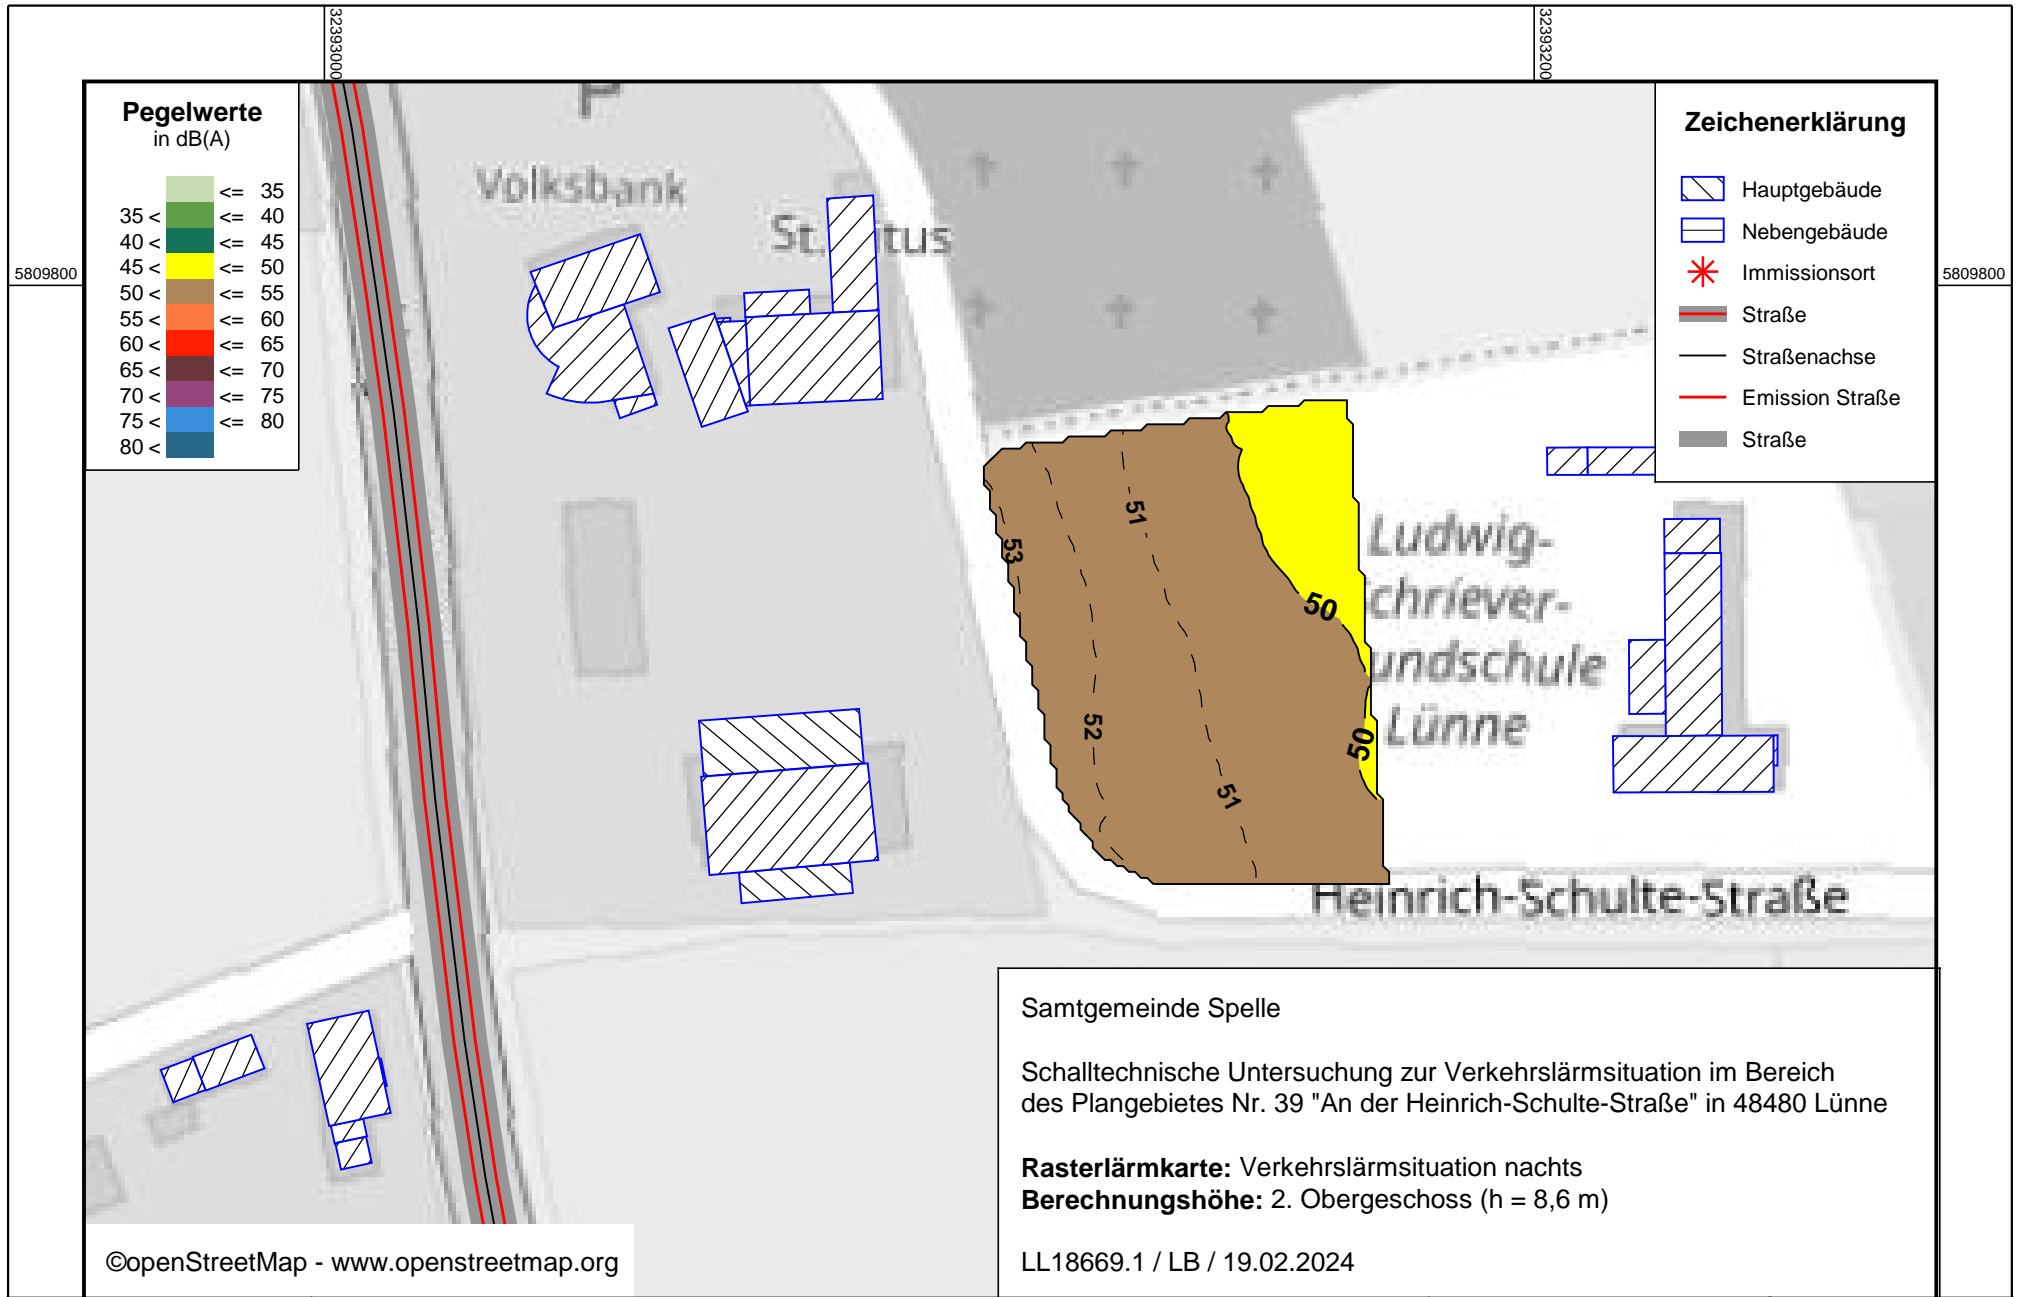 32393000
32393200
Pegelwerte
in dB(A)
<= 35
35 < <= 40
40 < <= 45
45 < <= 50
50 < <= 55
55 < <= 60
60 < <= 65
65 < <= 70
70 < <= 75
75 < <= 80
80 <
5809800
5809800
P
Volksbank
St.
tus
Zeichenerklärung
Hauptgebäude
Nebengebäude
Immissionsort
Straße
Straßenachse
Emission Straße
Straße
51
53
50
52
50
51
Ludwig-
chriever-
undschule
Lünne
Heinrich-Schulte-Straße
Samtgemeinde Spelle
Schalltechnische Untersuchung zur Verkehrslärmsituation im Bereich
des Plangebietes Nr. 39 "An der Heinrich-Schulte-Straße" in 48480 Lünne
Rasterlärmkarte: Verkehrslärmsituation nachts
Berechnungshöhe: 2. Obergeschoss (h = 8,6 m)
LL18669.1 / LB / 19.02.2024
©openStreetMap - www.openstreetmap.org